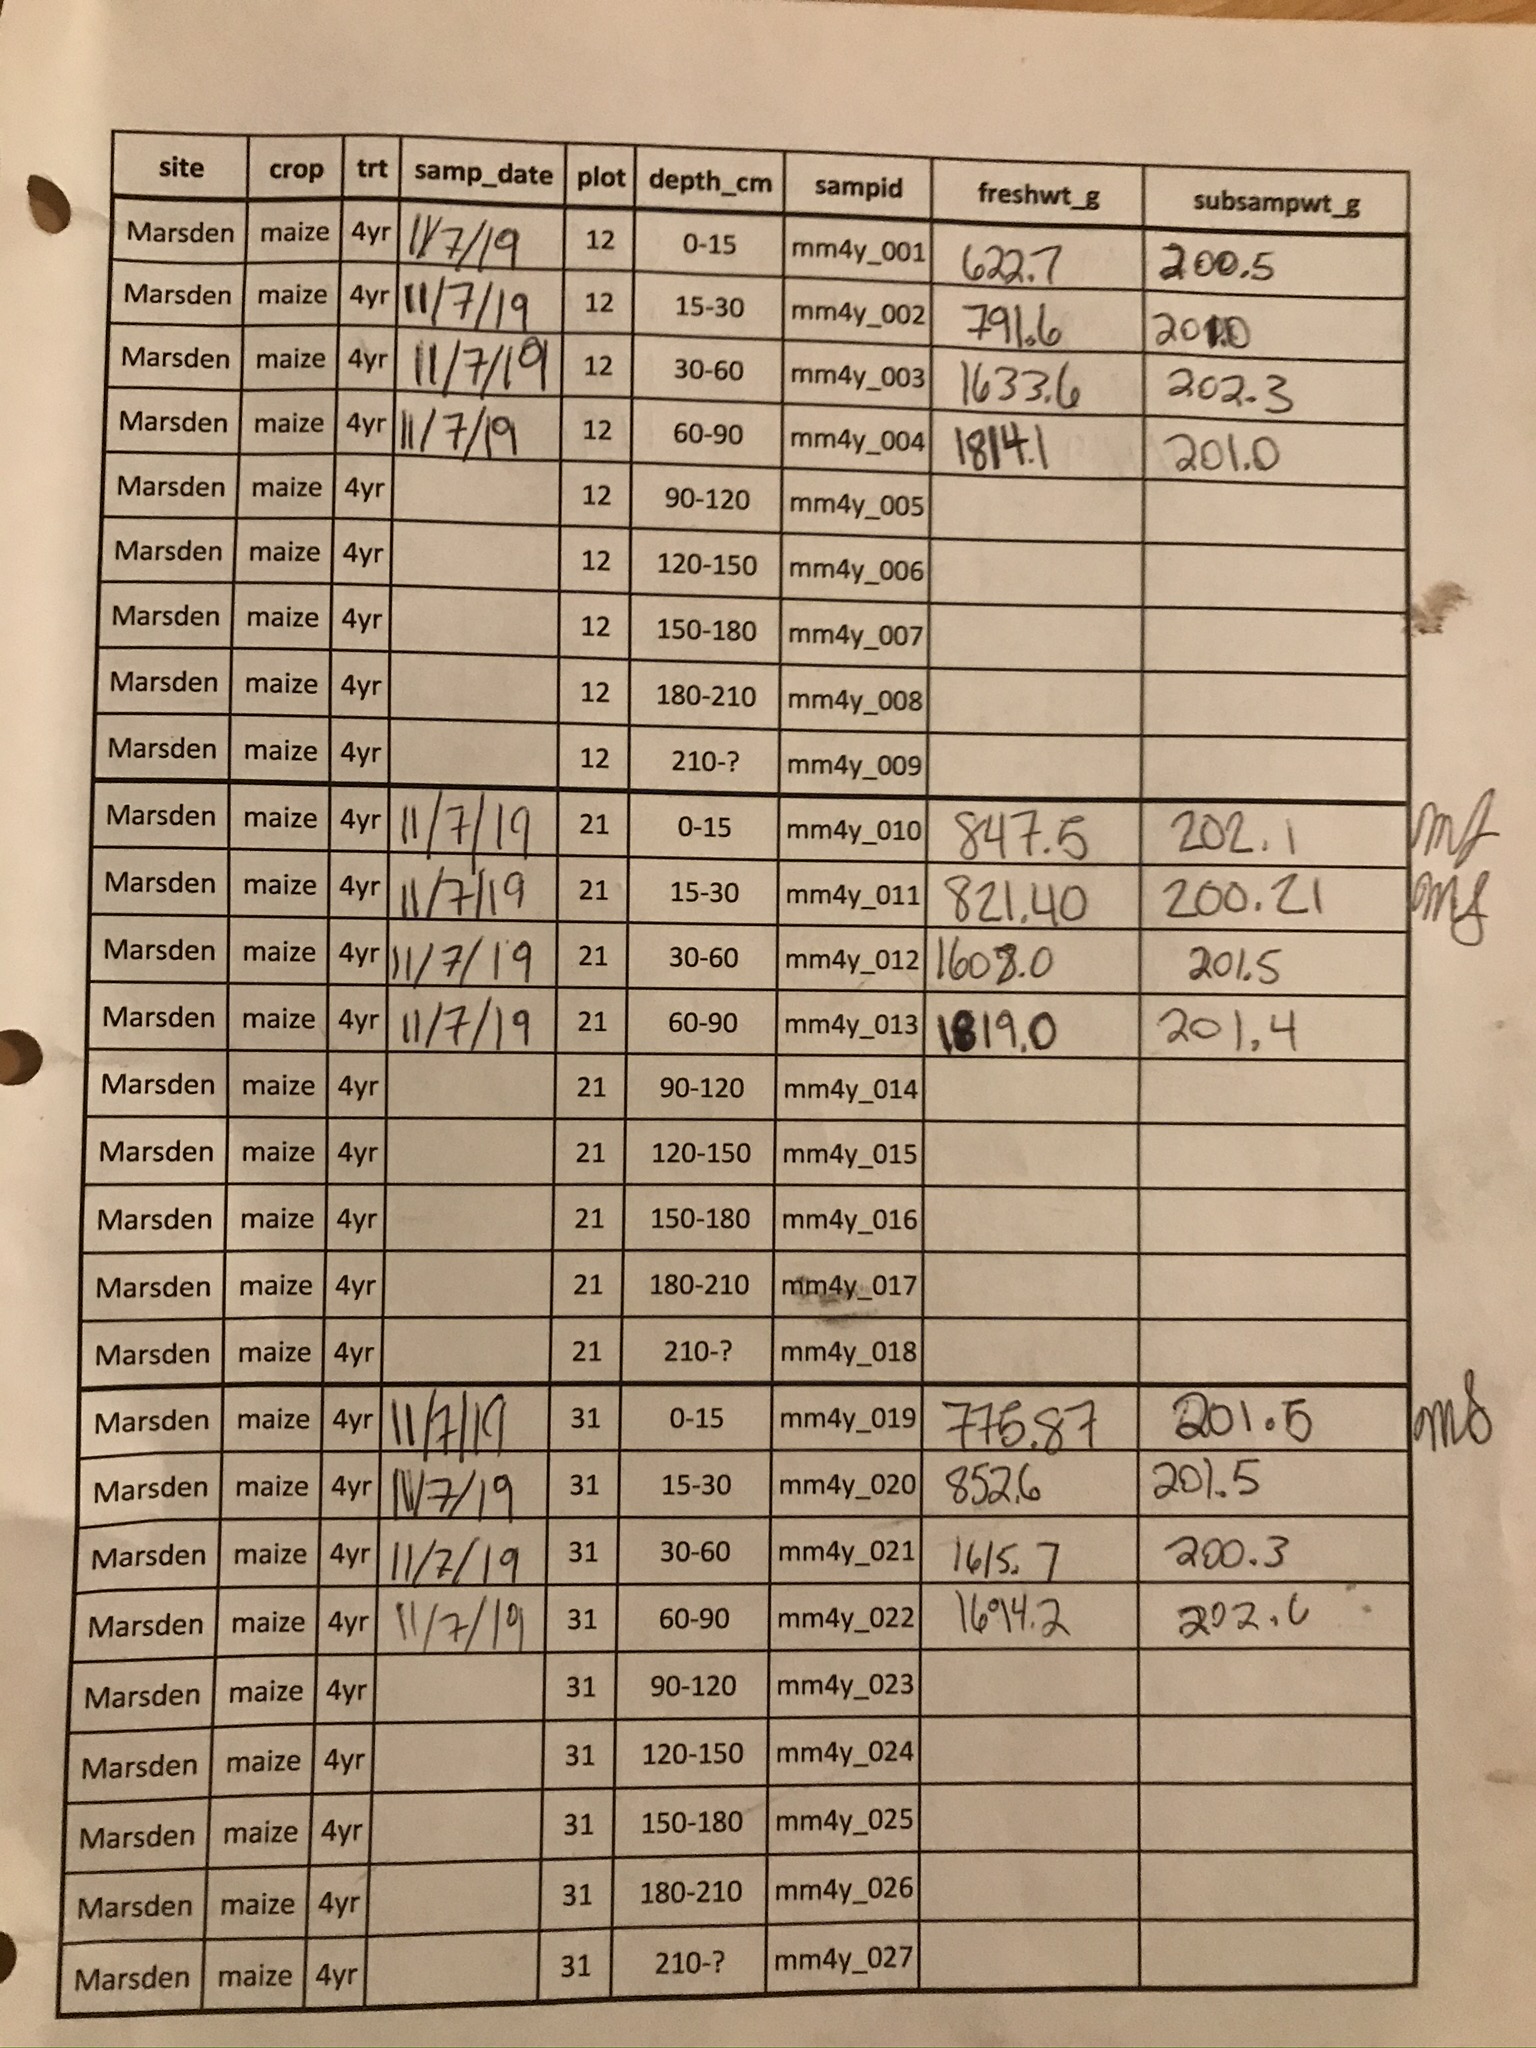 site crop trt samp_date plot depth_cm sampid freshwt_g subsampwt_g
Marsden maize 4yr 11/7/19 12 0-15 mm4y_001 622.7 200.5
Marsden maize 4yr 11/7/19 12 15-30 mm4y_002 791.6 201.0
Marsden maize 4yr 11/7/19 12 30-60 mm4y_003 1633.6 202.3
Marsden maize 4yr 11/7/19 12 60-90 mm4y_004 1814.1 201.0
Marsden maize 4yr 12 90-120 mm4y_005
Marsden maize 4yr 12 120-150 mm4y_006
Marsden maize 4yr 12 150-180 mm4y_007
Marsden maize 4yr 12 180-210 mm4y_008
Marsden maize 4yr 12 210-? mm4y_009
Marsden maize 4yr 11/7/19 21 0-15 mm4y_010 847.5 202.1
Marsden maize 4yr 11/7/19 21 15-30 mm4y_011 821.40 200.21
Marsden maize 4yr 11/7/19 21 30-60 mm4y_012 1608.0 201.5
Marsden maize 4yr 11/7/19 21 60-90 mm4y_013 1819.0 201.4
Marsden maize 4yr 21 90-120 mm4y_014
Marsden maize 4yr 21 120-150 mm4y_015
Marsden maize 4yr 21 150-180 mm4y_016
Marsden maize 4yr 21 180-210 mm4y_017
Marsden maize 4yr 21 210-? mm4y_018
Marsden maize 4yr 11/7/19 31 0-15 mm4y_019 775.87 201.5
Marsden maize 4yr 11/7/19 31 15-30 mm4y_020 852.6 201.5
Marsden maize 4yr 11/7/19 31 30-60 mm4y_021 1615.7 200.3
Marsden maize 4yr 11/7/19 31 60-90 mm4y_022 1694.2
Marsden maize 4yr 31 90-120 mm4y_023
Marsden maize 4yr 31 120-150 mm4y_024
Marsden maize 4yr 31 150-180 mm4y_025
Marsden maize 4yr 31 180-210 mm4y_026
Marsden maize 4yr 31 210-? mm4y_027